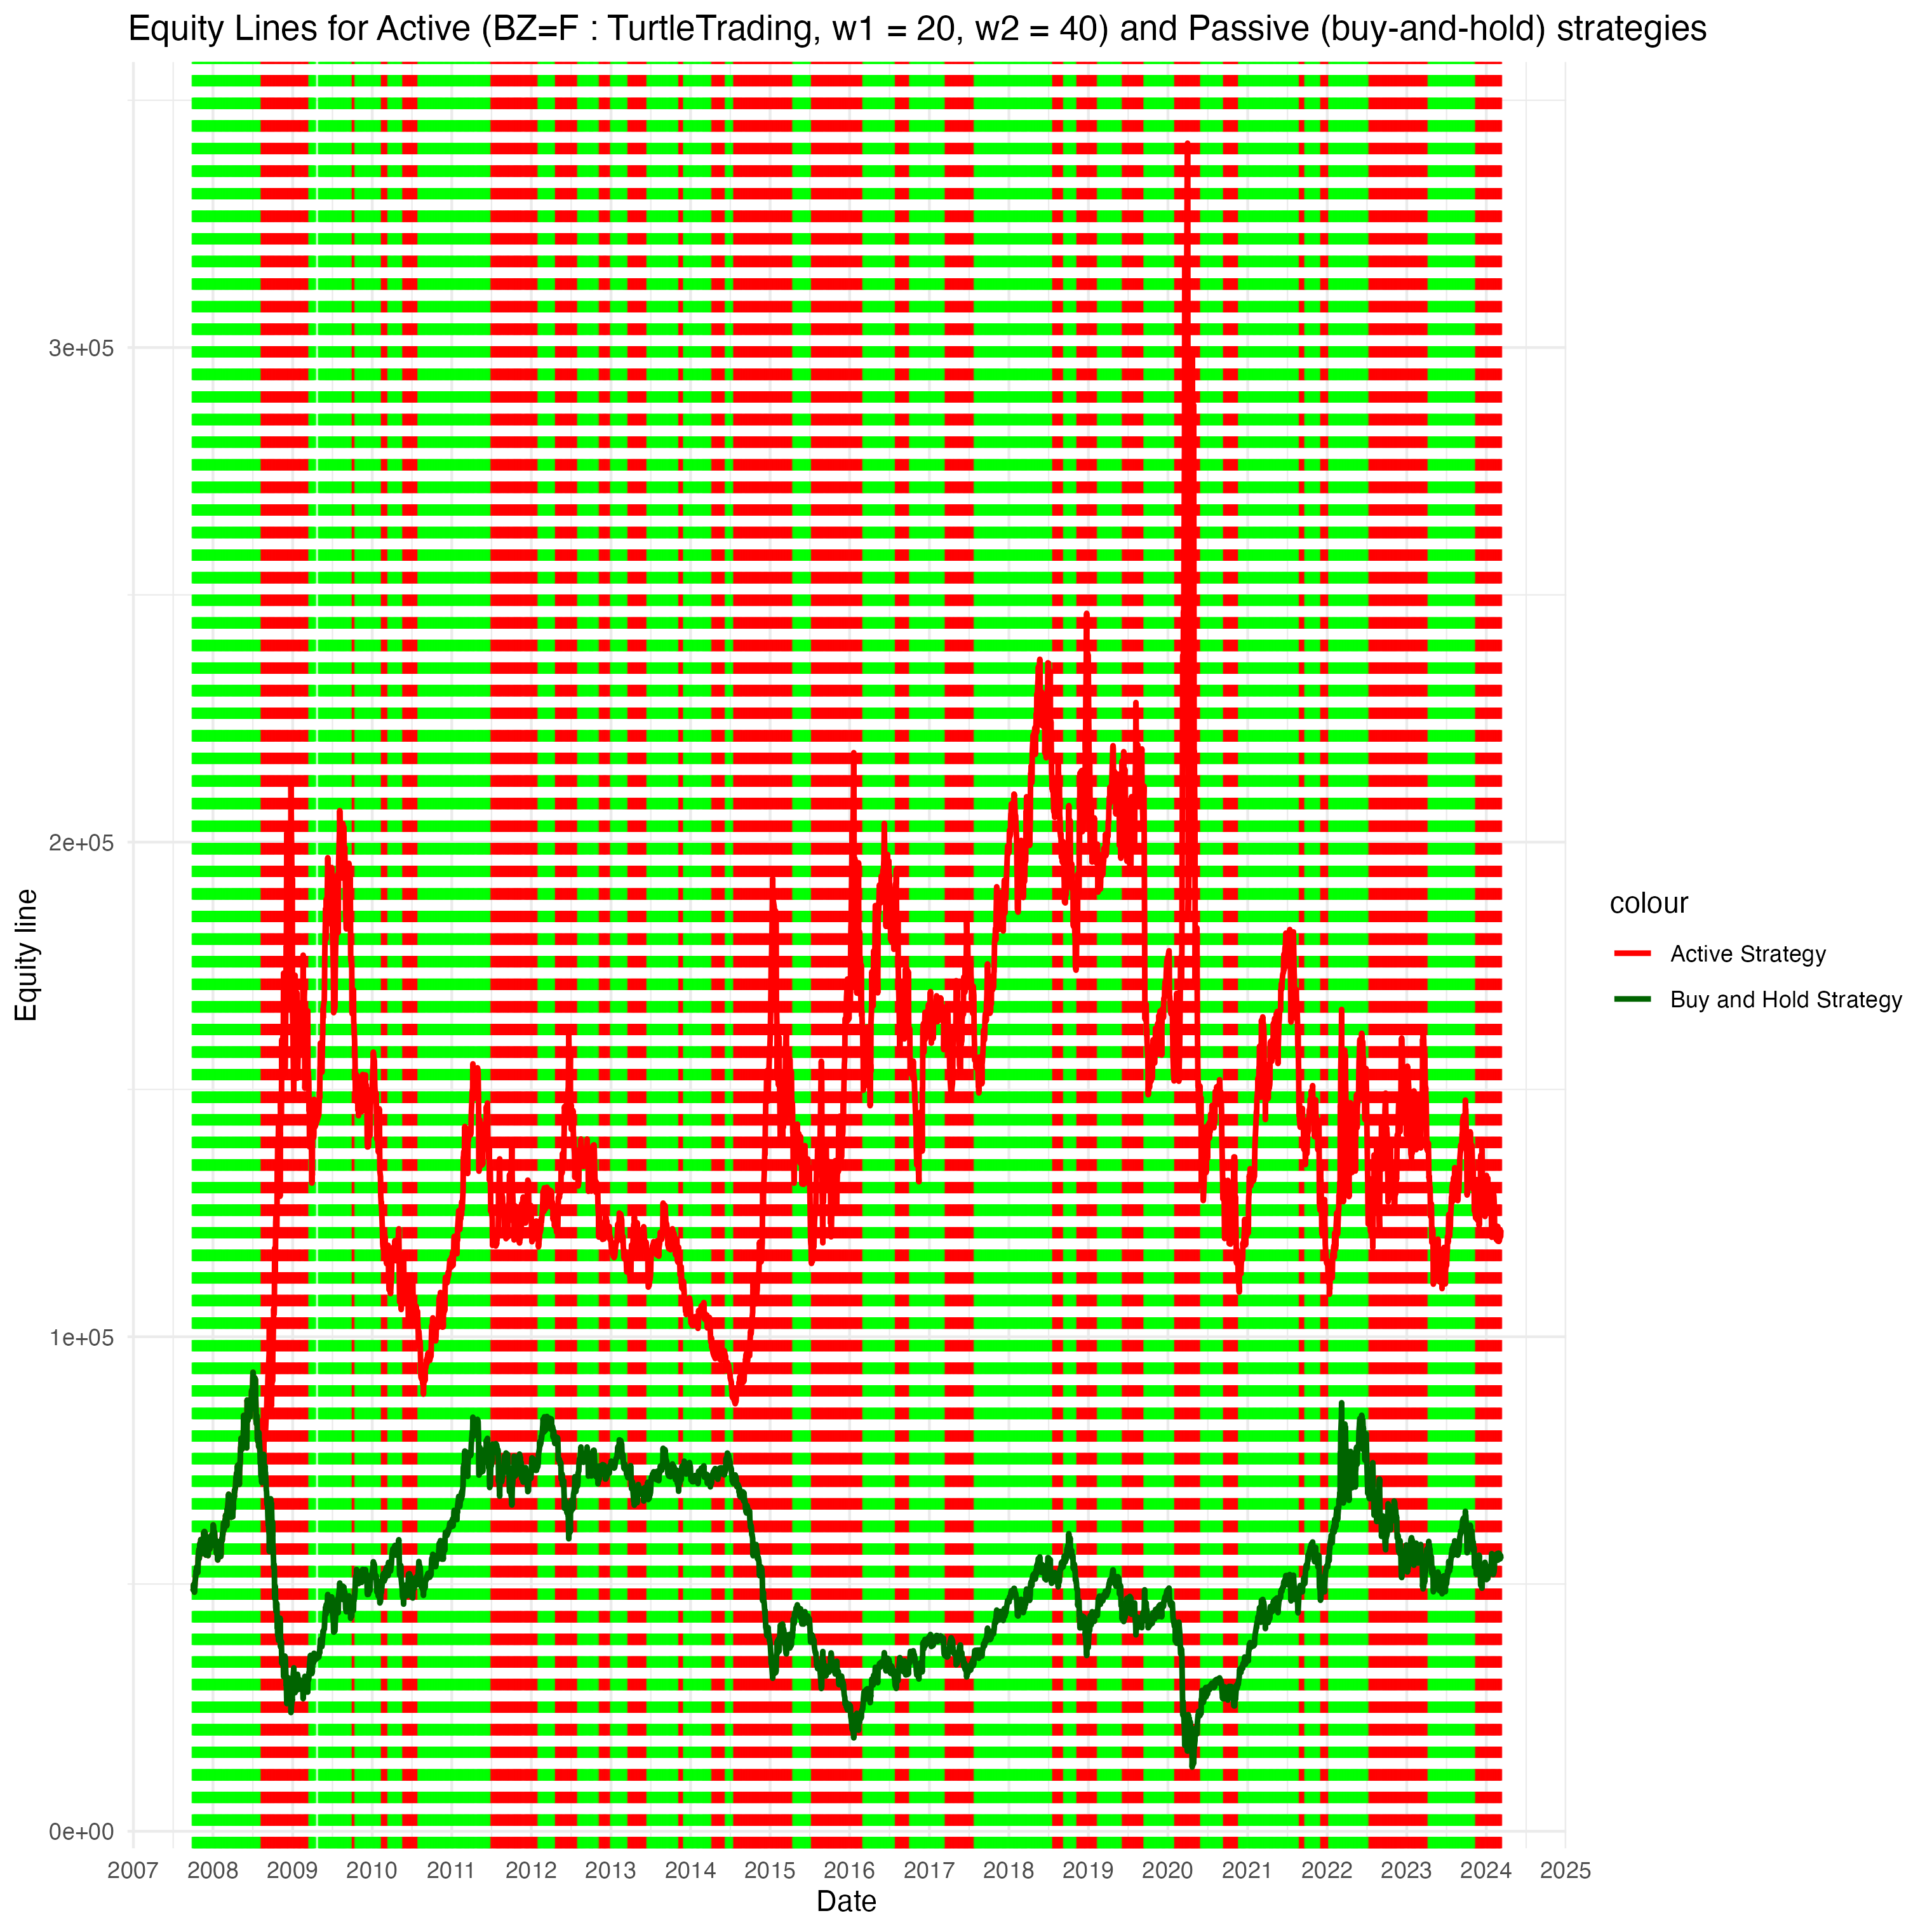 Equity Lines for Active (BZ=F : TurtleTrading, w1 = 20, w2 = 40) and Passive (buy-and-hold) strategies
Equity line
3e+05
2e+05
1e+05
0e+00
2007 2008 2009 2010 2011 2012 2013 2014 2015 2016 2017 2018 2019 2020 2021 2022 2023 2024 2025
Date
colour
Active Strategy
Buy and Hold Strategy